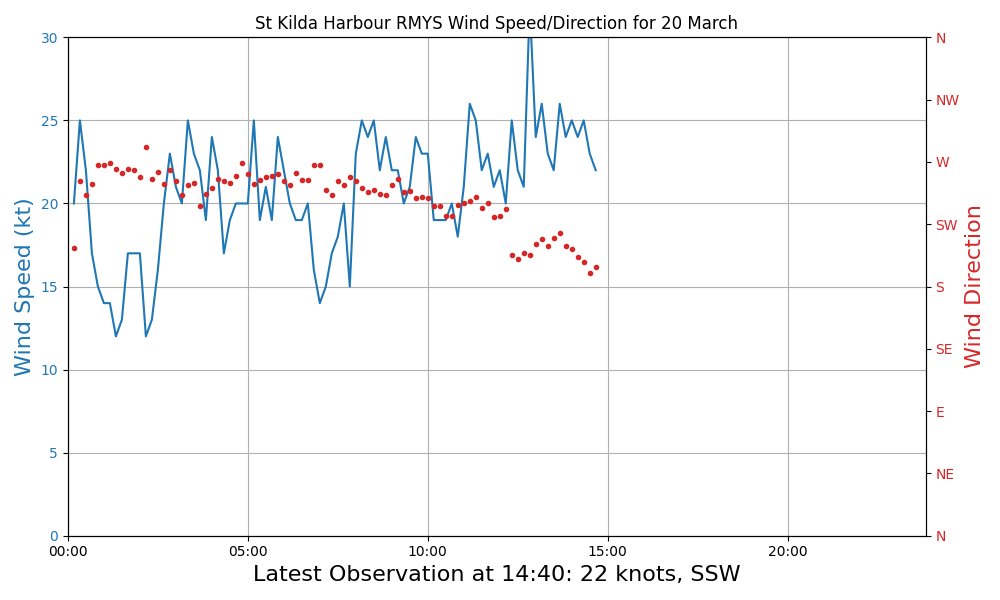 St Kilda Harbour RMYS Wind Speed/Direction for 20 March
30
25
20
15
10
5
0
Wind Speed (kt)
N
NW
W
SW
S
SE
E
NE
N
Wind Direction
00:00
05:00
10:00
15:00
20:00
Latest Observation at 14:40: 22 knots, SSW